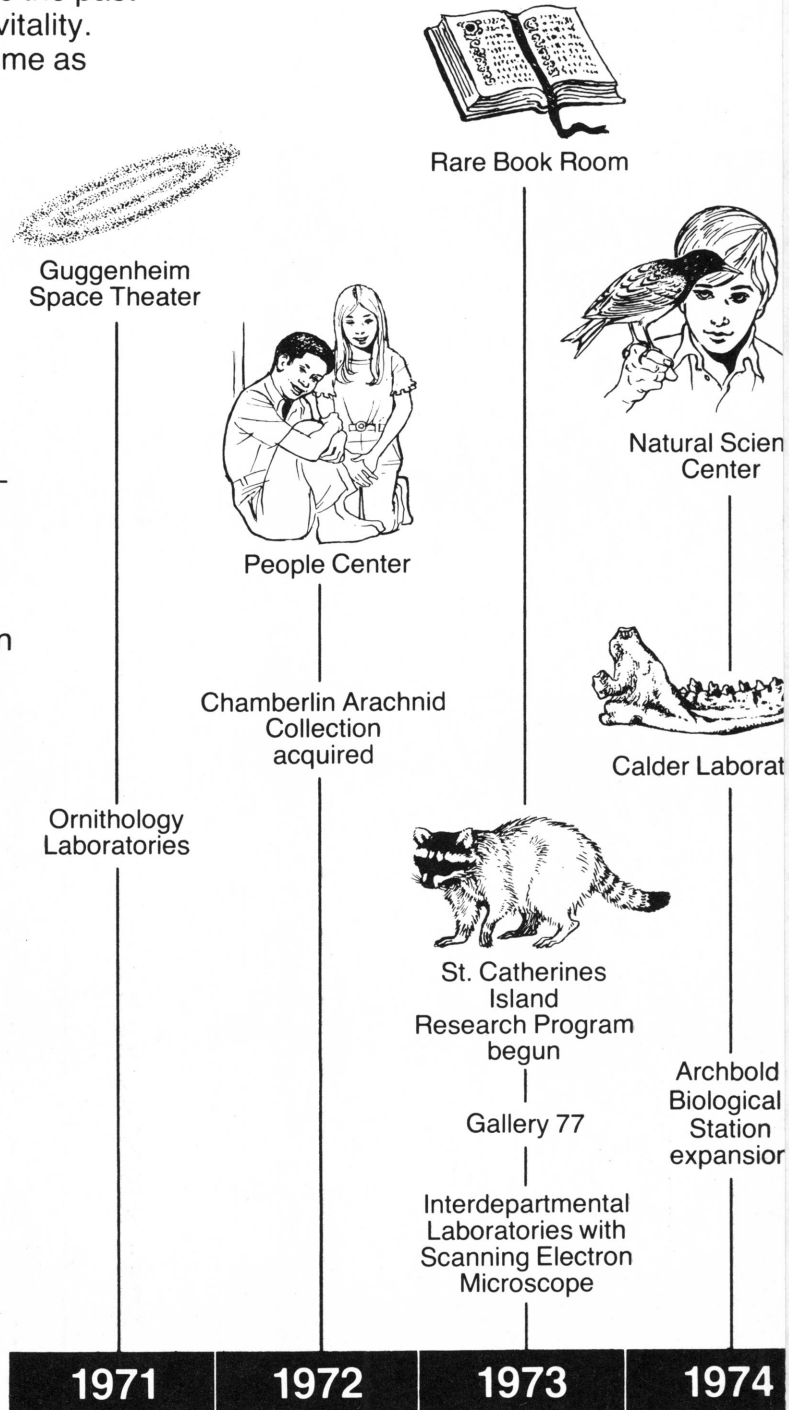 vitality.
me as
Rare Book Room
Guggenheim
Space Theater
Natural Scien
Center
People Center
Chamberlin Arachnid
Collection
acquired
Calder Laborat
Ornithology
Laboratories
St. Catherines
Island
Research Program
begun
Archbold
Biological
Station
expansion
Gallery 77
Interdepartmental
Laboratories with
Scanning Electron
Microscope
1971
1972
1973
1974